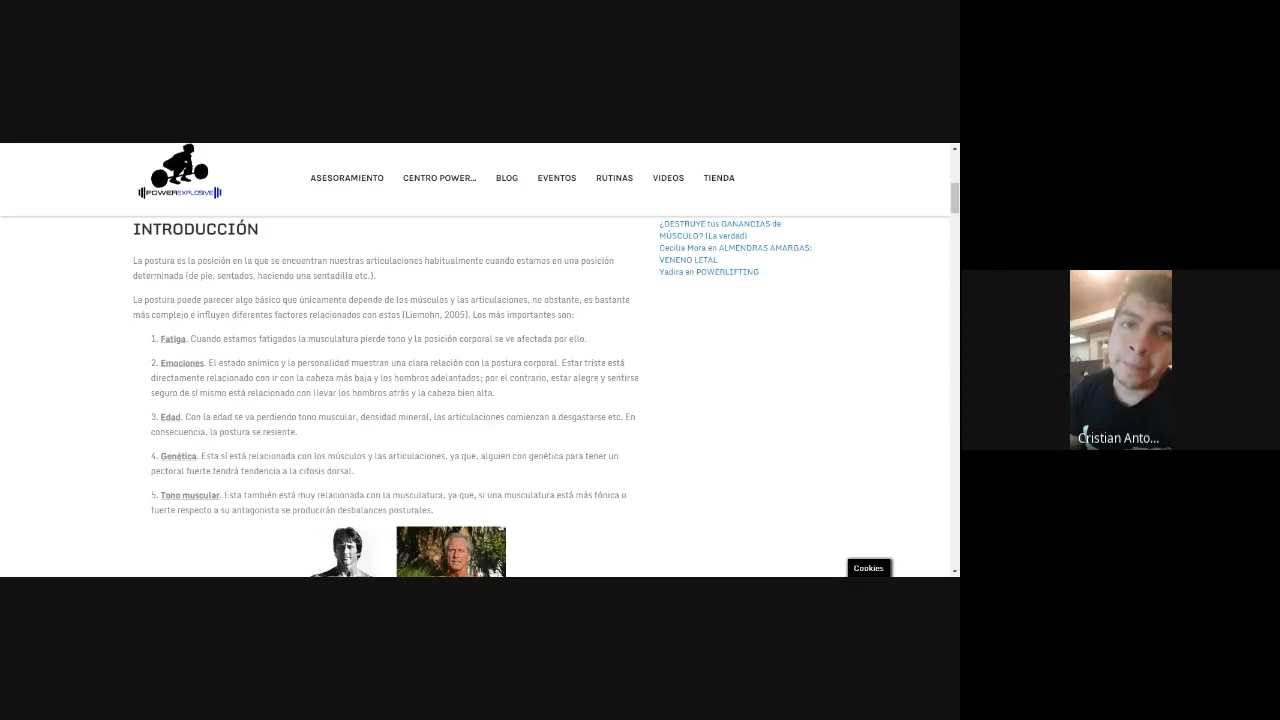 POWEREXPLOSIVE
ASESORAMIENTO CENTRO POWER... BLOG EVENTOS RUTINAS VIDEOS TIENDA
INTRODUCCIÓN
La postura es la posición en la que se encuentran nuestras articulaciones habitualmente cuando estamos en una posición
determinada (de pie, sentados, haciendo una sentadilla etc.).
La postura puede parecer algo básico que únicamente depende de los músculos y las articulaciones, no obstante, es bastante
más complejo e influyen diferentes factores relacionados con estos (Liemohn, 2005). Los más importantes son:
1. Fatiga. Cuando estamos fatigados la musculatura pierde tono y la posición corporal se ve afectada por ello.
2. Emociones. El estado anímico y la personalidad muestran una clara relación con la postura corporal. Estar triste está
directamente relacionado con ir con la cabeza más baja y los hombros adelantados; por el contrario, estar alegre y sentirse
seguro de sí mismo está relacionado con llevar los hombros atrás y la cabeza bien alta.
3. Edad. Con la edad se va perdiendo tono muscular, densidad mineral, las articulaciones comienzan a desgastarse etc. En
consecuencia, la postura se resiente.
4. Genética. Esta sí está relacionada con los músculos y las articulaciones, ya que, alguien con genética para tener un
pectoral fuerte tendrá tendencia a la cifosis dorsal.
5. Tono muscular. Esta también está muy relacionada con la musculatura, ya que, si una musculatura está más tónica o
fuerte respecto a su antagonista se producirán desbalances posturales.
¿DESTRUYE tus GANANCIAS de
MÚSCULO? (La verdad)
Cecilia Mora en ALMENDRAS AMARGAS:
VENENO LETAL
Yadira en POWERLIFTING
Cookies
Cristian Anto...